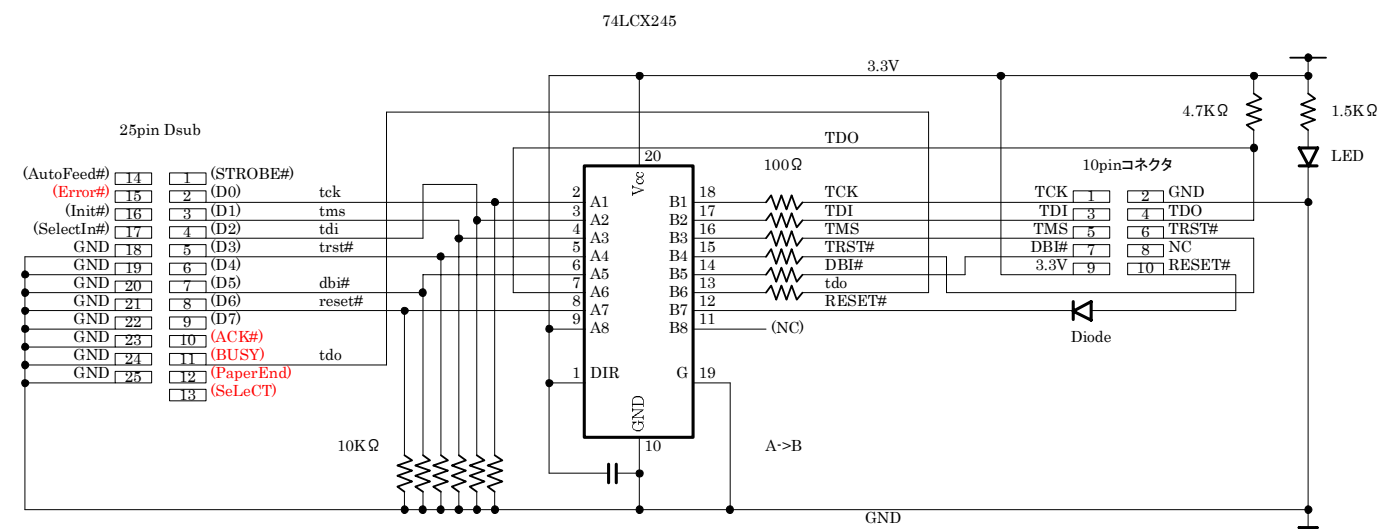 74LCX245
3.3V
4.7KΩ
1.5KΩ
LED
25pin Dsub
(AutoFeed#) 14 1 (STROBE#)
(Error#) 15 2 (D0) tck
(Init#) 16 3 (D1) tms
(SelectIn#) 17 4 (D2) tdi
GND 18 5 (D3) trst#
GND 19 6 (D4)
GND 20 7 (D5) dbi#
GND 21 8 (D6) reset#
GND 22 9 (D7)
GND 23 10 (ACK#)
GND 24 11 (BUSY) tdo
GND 25 12 (PaperEnd)
13 (SeLeCT)
10KΩ
TDO
20
Vcc
100Ω
2 A1 B1 18 TCK
3 A2 B2 17 TDI
4 A3 B3 16 TMS
5 A4 B4 15 TRST#
6 A5 B5 14 DBI#
7 A6 B6 13 tdo
8 A7 B7 12 RESET#
9 A8 B8 11 (NC)
1 DIR G 19
GND
10
A->B
10pinコネクタ
TCK 1 2 GND
TDI 3 4 TDO
TMS 5 6 TRST#
DBI# 7 8 NC
3.3V 9 10 RESET#
Diode
GND